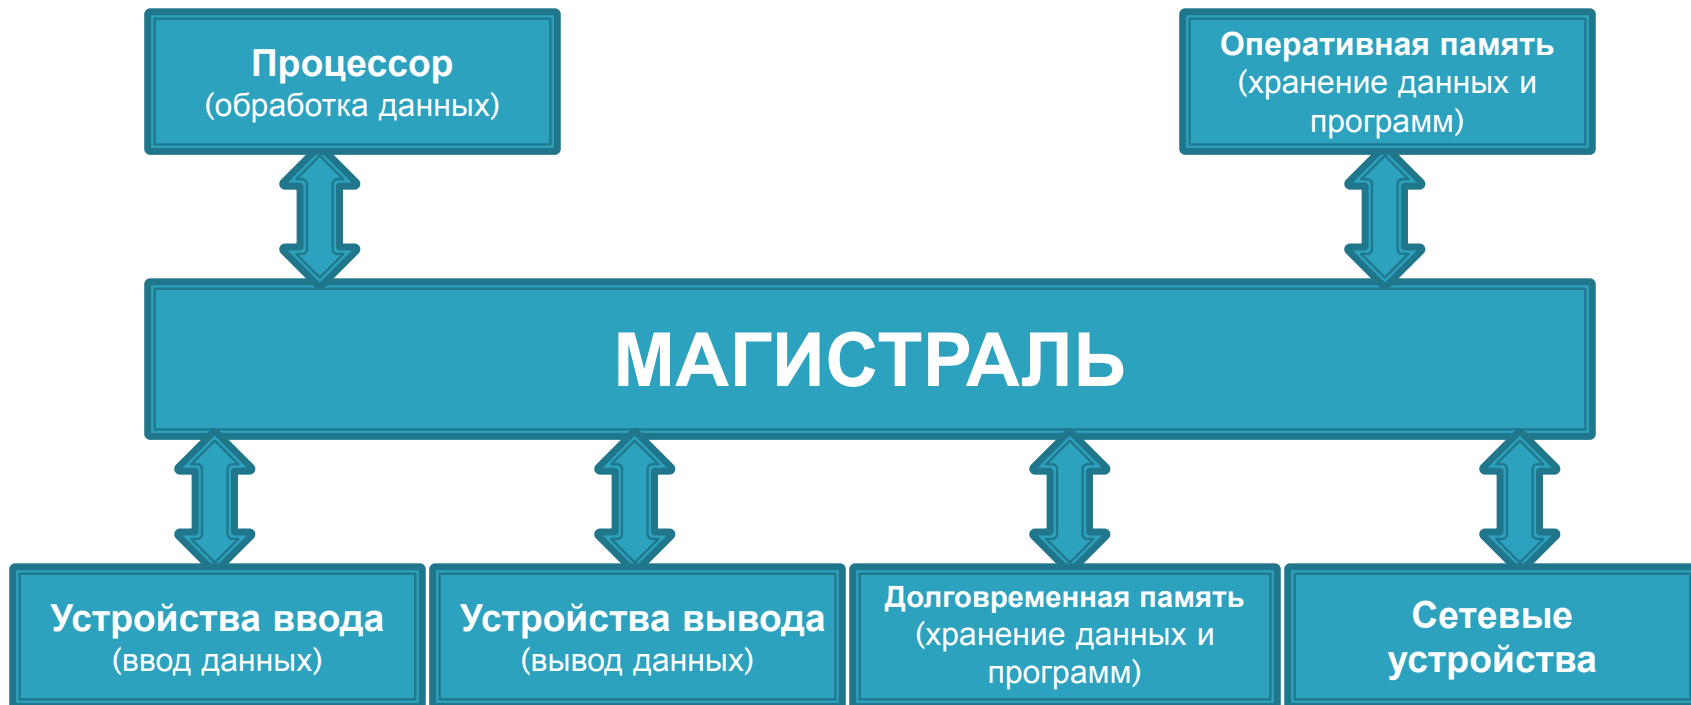 Процессор
(обработка данных)
Оперативная память
(хранение данных и
программ)
МАГИСТРАЛЬ
Устройства ввода
(ввод данных)
Устройства вывода
(вывод данных)
Долговременная память
(хранение данных и
программ)
Сетевые
устройства